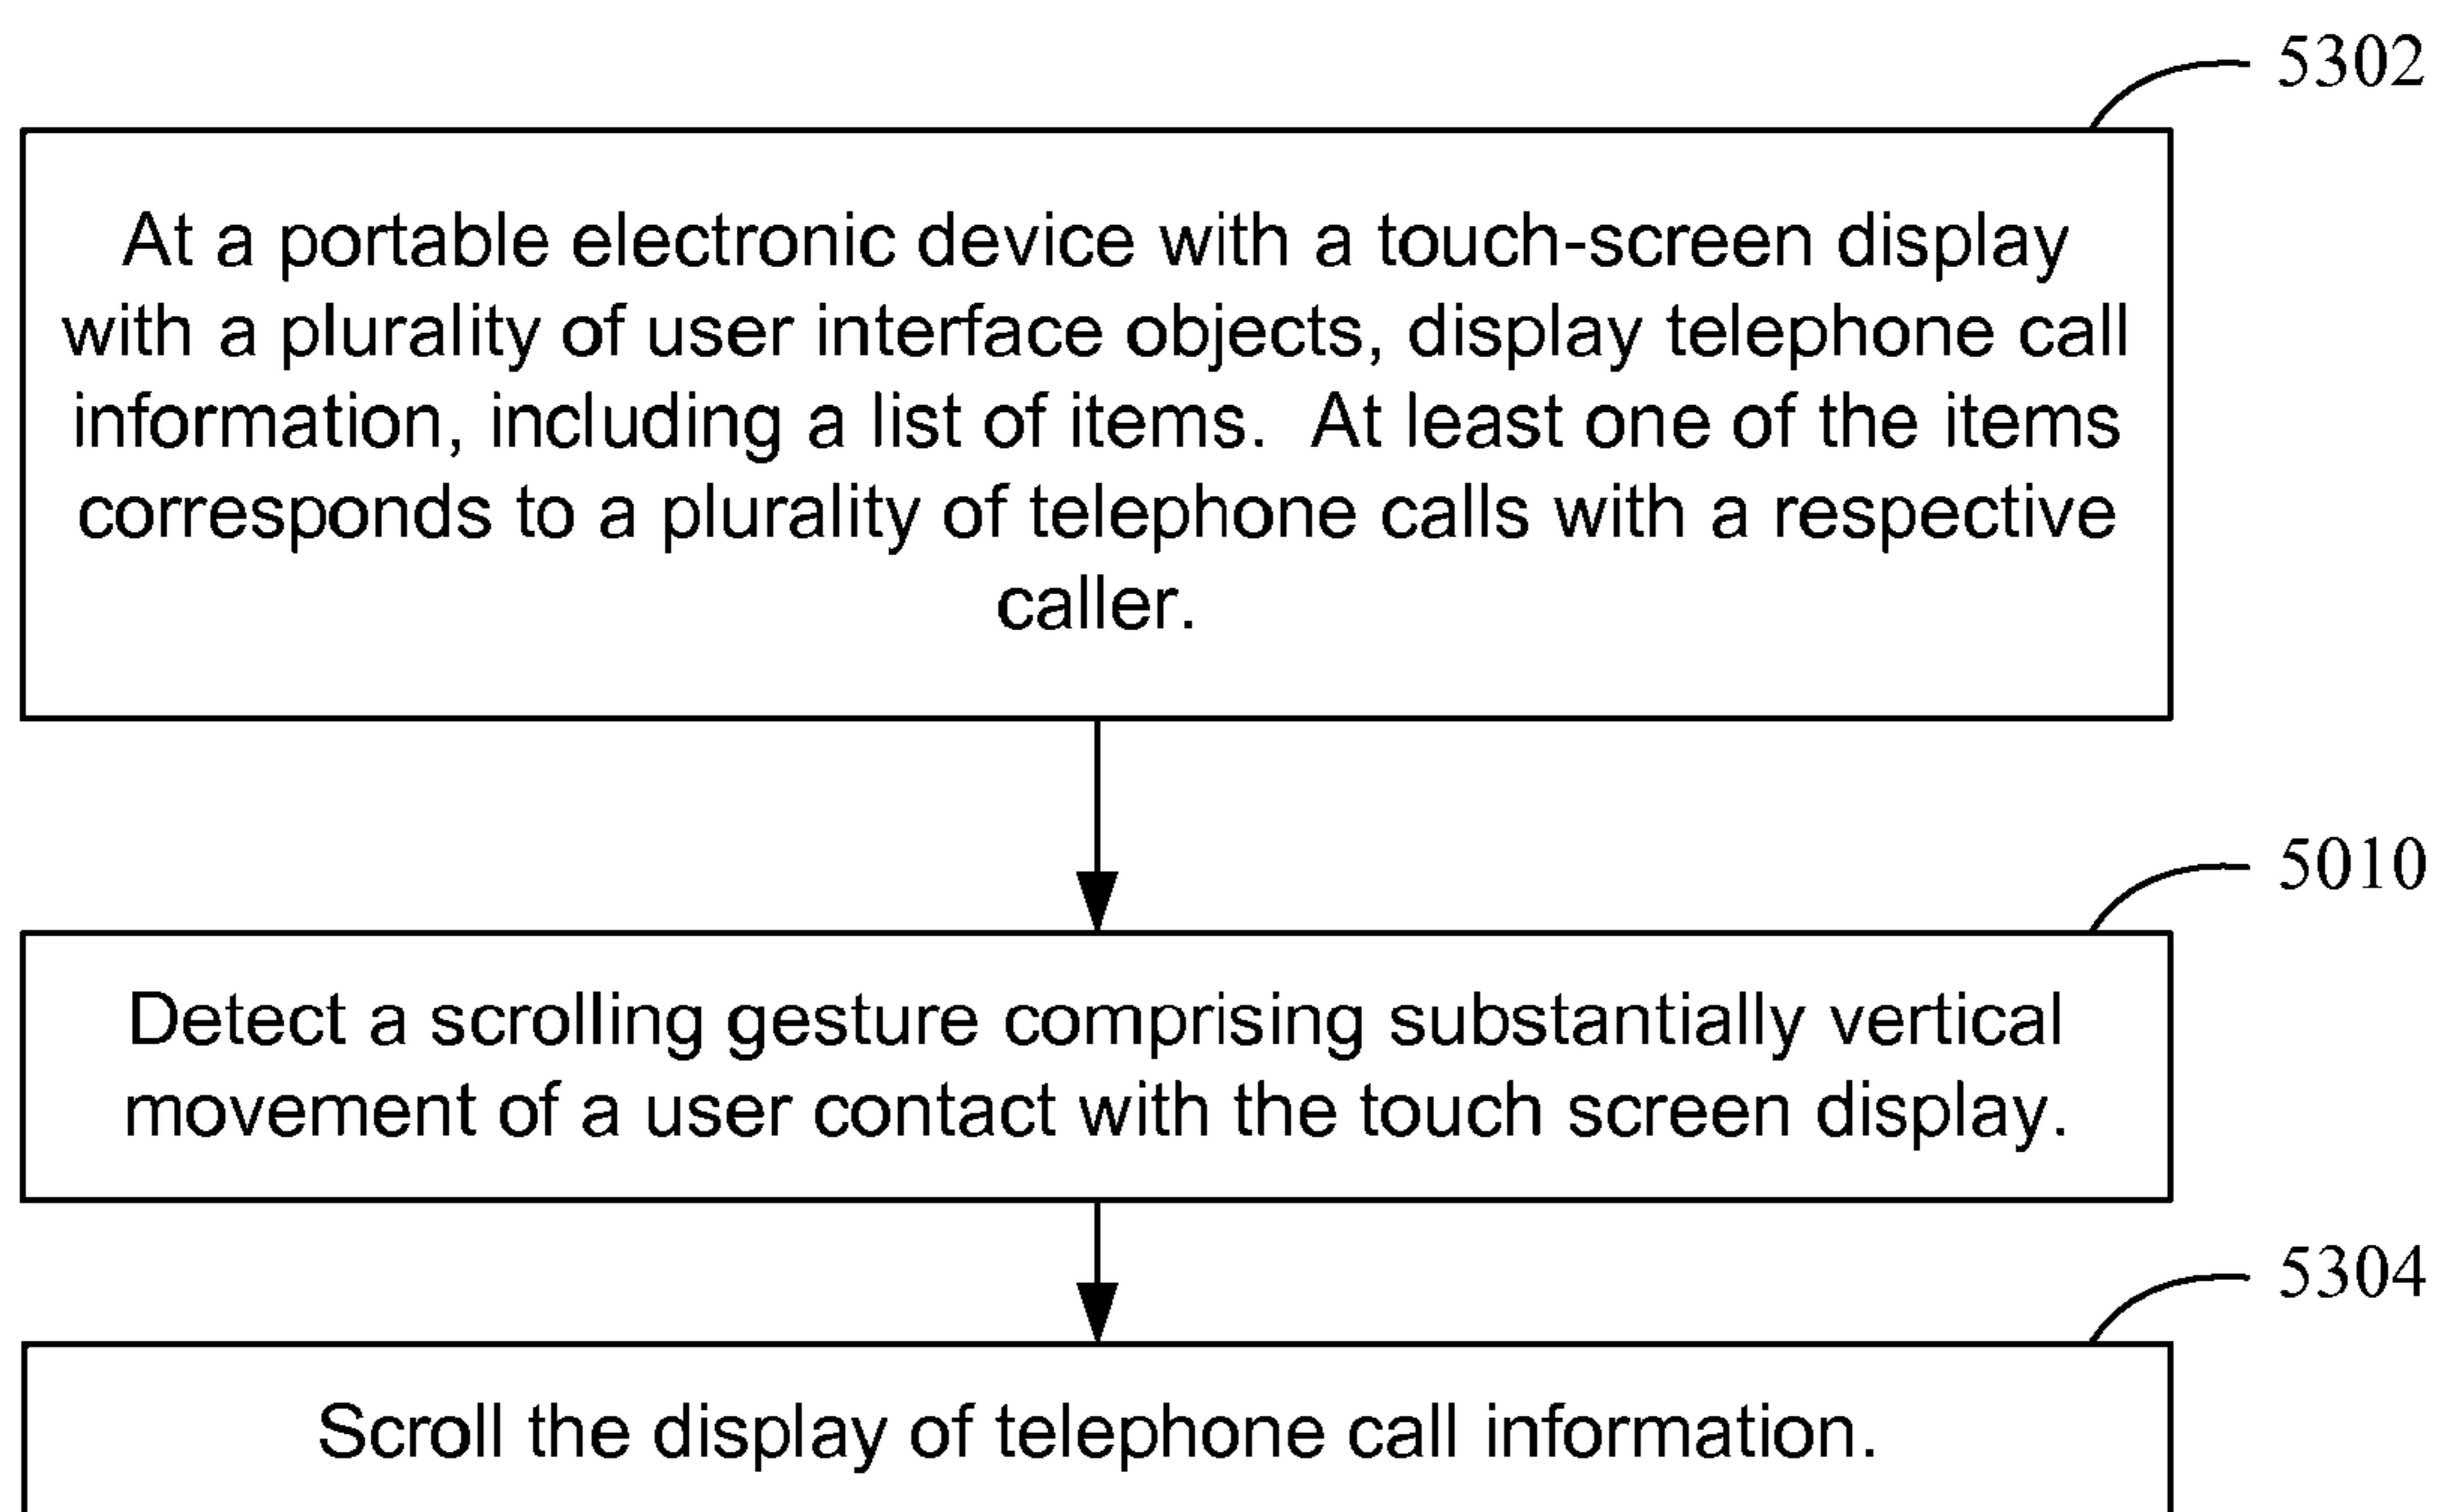 5302
At a portable electronic device with a touch-screen display
with a plurality of user interface objects, display telephone call
information, including a list of items.  At least one of the items
corresponds to a plurality of telephone calls with a respective
caller.
5010
Detect a scrolling gesture comprising substantially vertical
movement of a user contact with the touch screen display.
5304
Scroll the display of telephone call information.